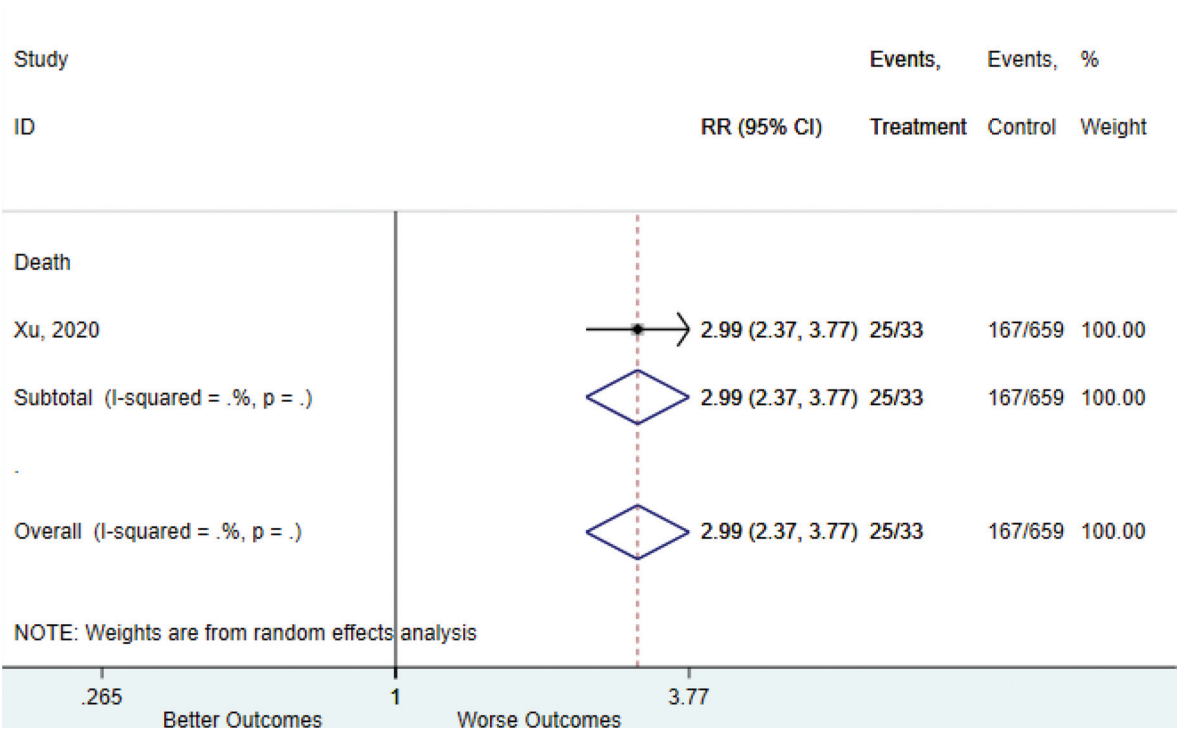 Study Events, Events, %
ID RR (95% CI) Treatment Control Weight
Death
Xu, 2020 2.99 (2.37, 3.77) 25/33 167/659 100.00
Subtotal (I-squared = .%, p = .) 2.99 (2.37, 3.77) 25/33 167/659 100.00
.
Overall (I-squared = .%, p = .) 2.99 (2.37, 3.77) 25/33 167/659 100.00
NOTE: Weights are from random effects analysis
.265 1 3.77
Better Outcomes Worse Outcomes